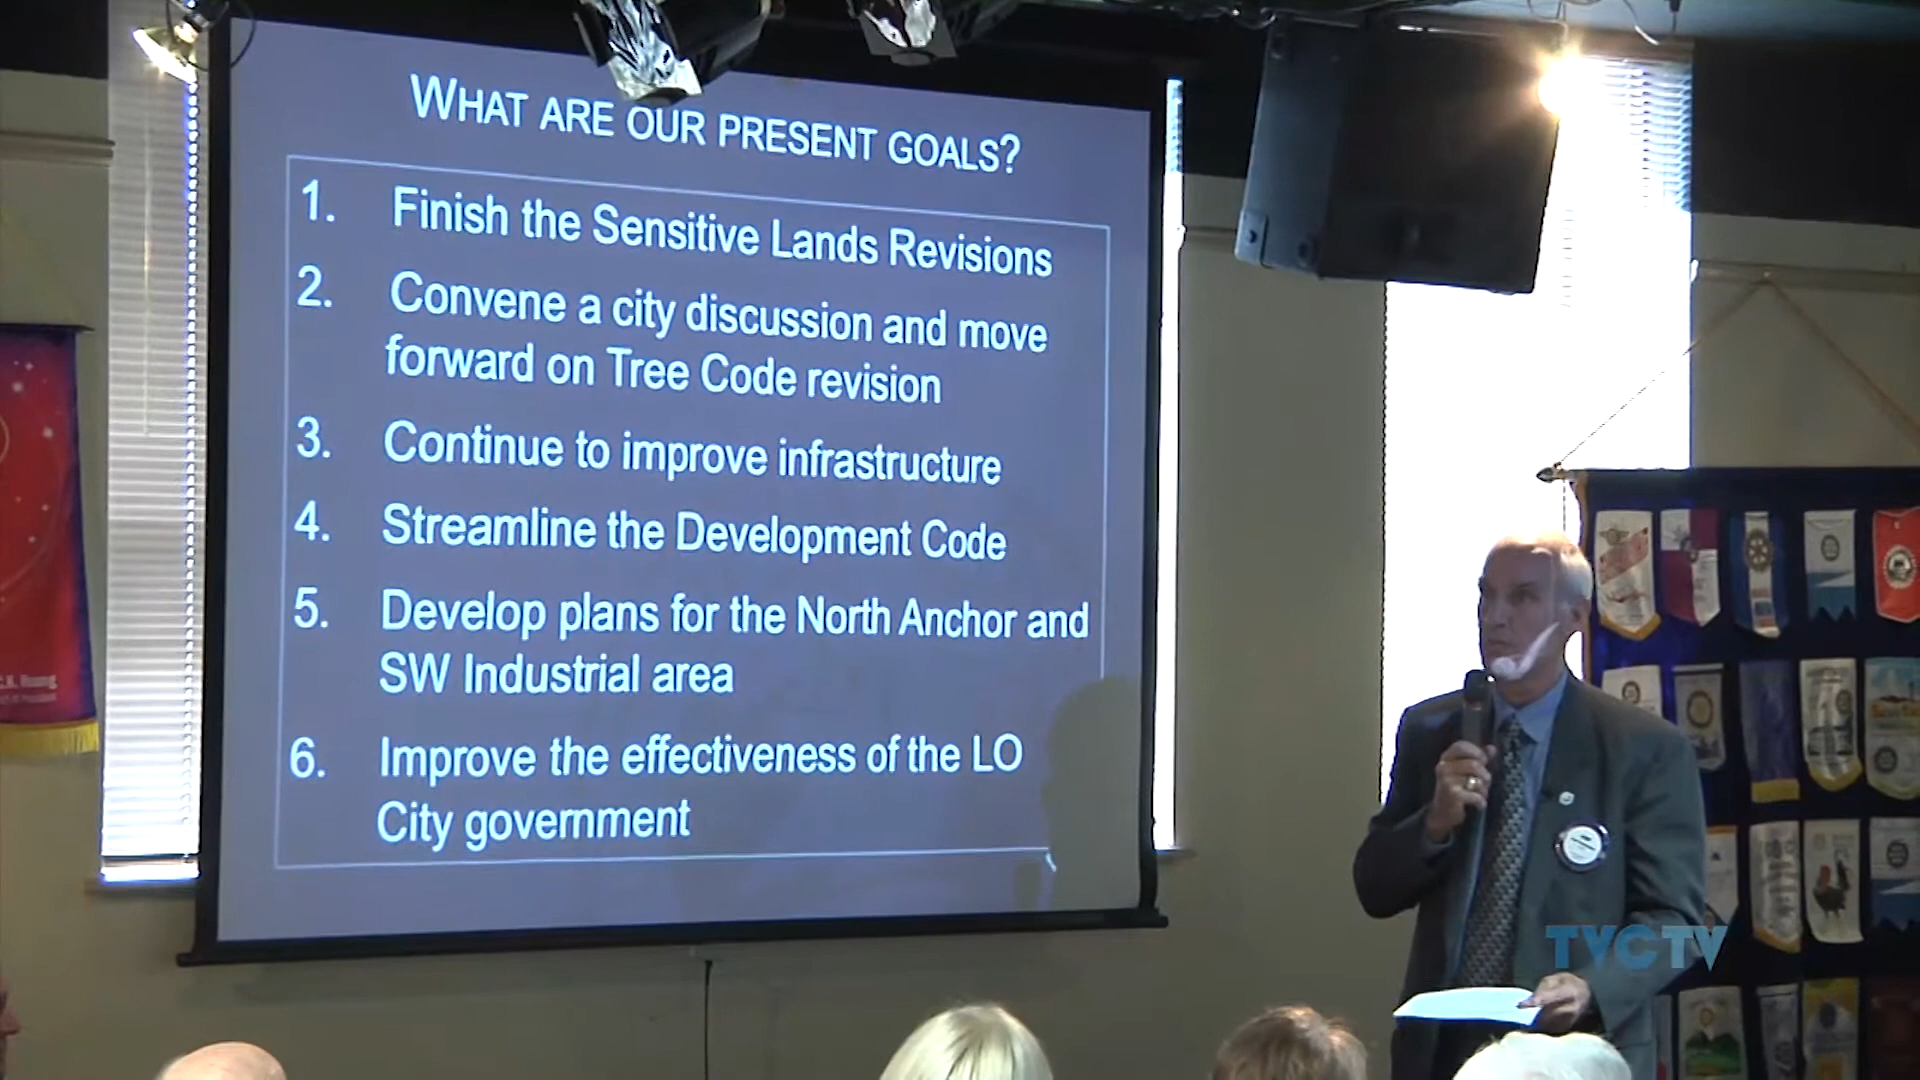 WHAT ARE OUR PRESENT GOALS?
1. Finish the Sensitive Lands Revisions
2. Convene a city discussion and move
forward on Tree Code revision
3. Continue to improve infrastructure
4. Streamline the Development Code
5. Develop plans for the North Anchor and
SW Industrial area
6. Improve the effectiveness of the LO
City government
TVCTV